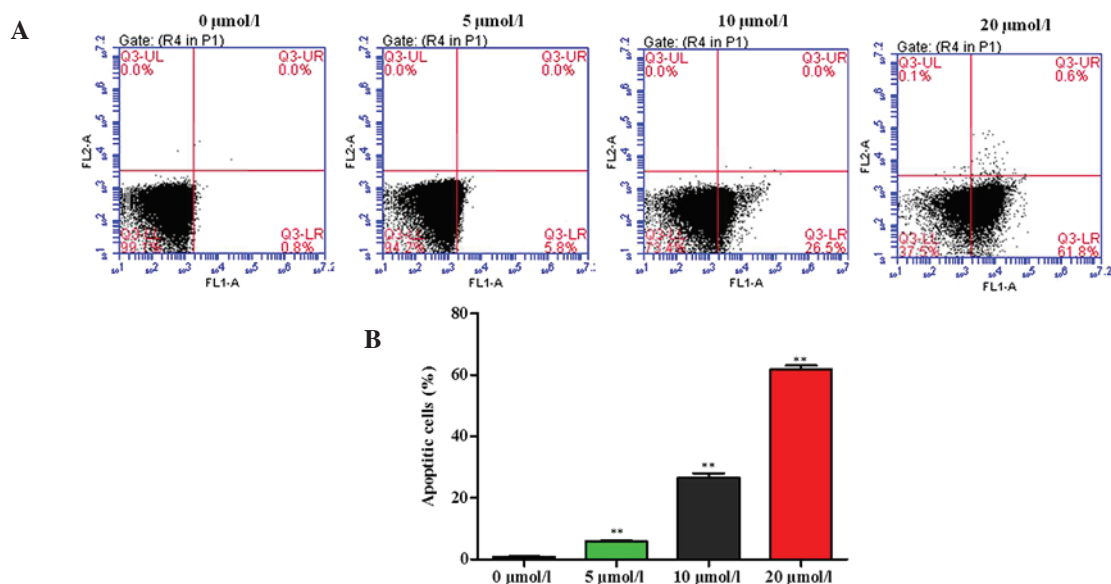 A
0 µmol/l
5 µmol/l
10 µmol/l
20 µmol/l
Gate: (R4 in P1)
Q3-UL
0.0%
Q3-UR
0.0%
Q3-LR
0.8%
FL2-A
FL1-A
Gate: (R4 in P1)
Q3-UL
0.0%
Q3-UR
0.0%
Q3-LR
5.8%
FL2-A
FL1-A
Gate: (R4 in P1)
Q3-UL
0.0%
Q3-UR
0.0%
Q3-LR
26.5%
FL2-A
FL1-A
Gate: (R4 in P1)
Q3-UL
0.1%
Q3-UR
0.6%
37.5%
Q3-LR
61.8%
FL2-A
FL1-A
B
Apoptitic cells (%)
80
60
40
20
0
**
**
**
0 µmol/l
5 µmol/l
10 µmol/l
20 µmol/l